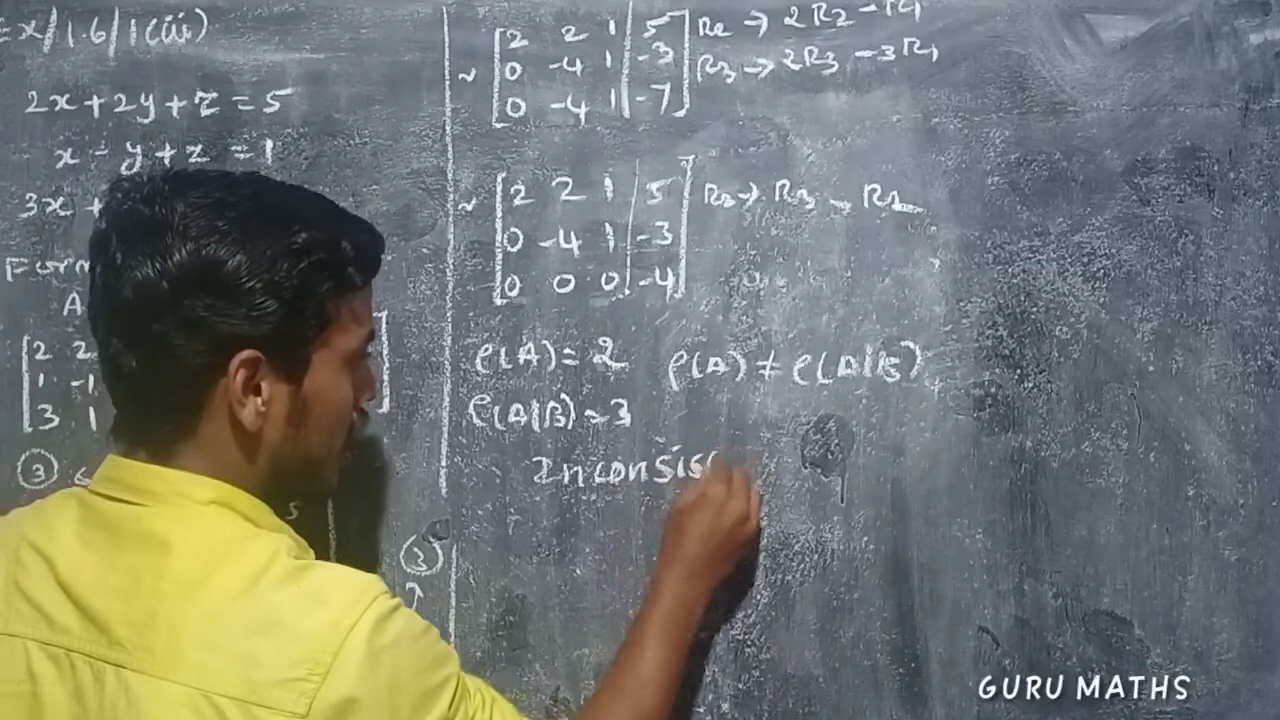 =x/1.6/1(iii)
2x+2y+z=5
x-y+z=1
3x+
Form
A
[2 2
1 -1
3 1 ]
③
③
~ [2 2 1 | 5] R2 → 2R2 - R1
0 -4 1 | -3 R3 → 2R3 - 3R1
0 -4 1 | -7
~ [2 2 1 | 5] R3 → R3 - R2
0 -4 1 | -3
0 0 0 | -4
ρ(A) = 2 ρ(A) ≠ ρ(A|B)
ρ(A|B) = 3
Inconsis
GURU MATHS